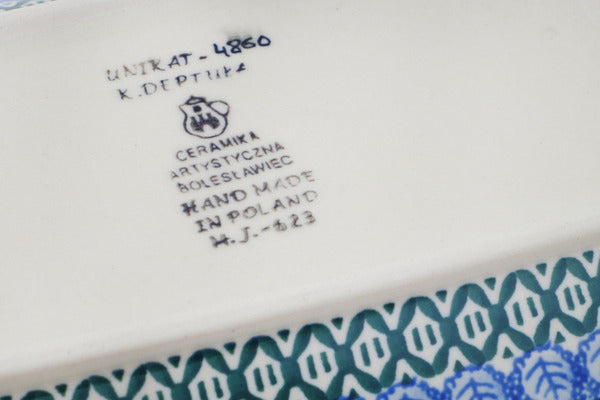 UNIKAT - 4860
K. DEPTUŁA
CERAMIKA
ARTYSTYCZNA
BOLESŁAWIEC
HAND MADE
IN POLAND
H.J.-623